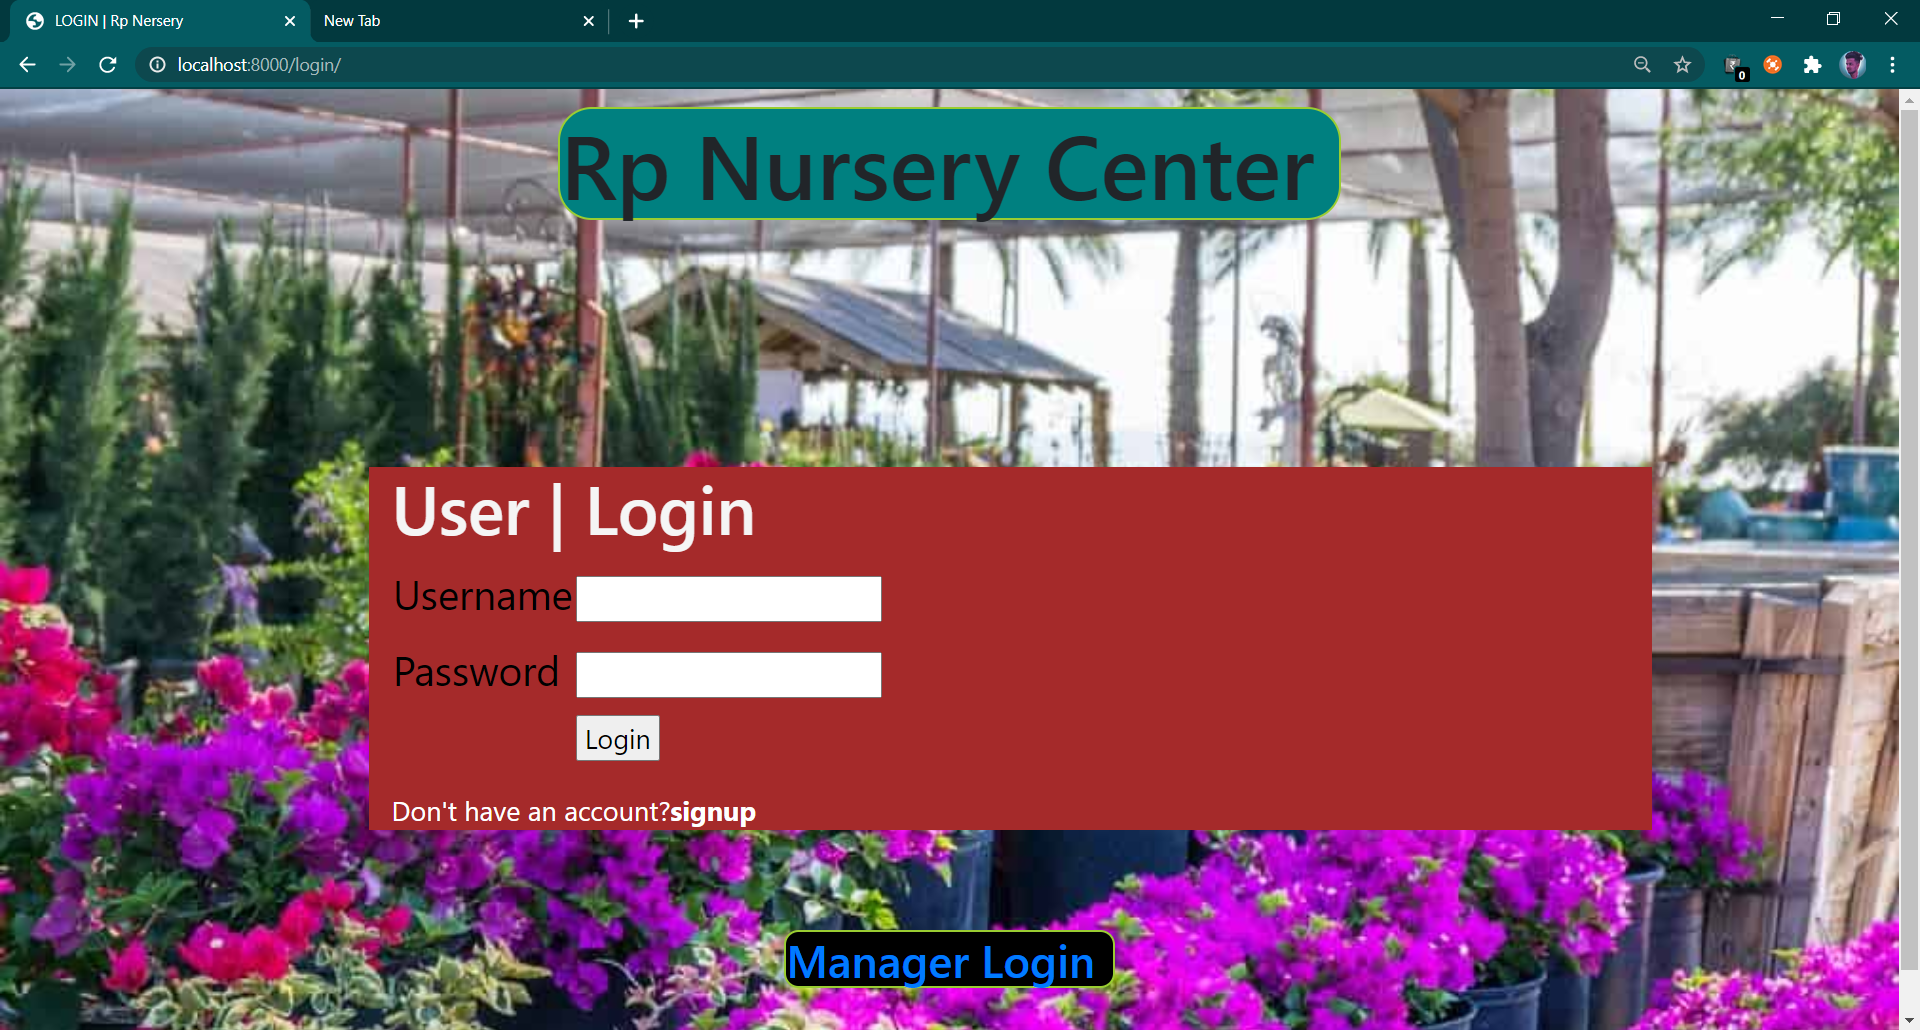 LOGIN | Rp Nersery
New Tab
localhost:8000/login/
0
Rp Nursery Center
User | Login
Username
Password
Login
Don't have an account?signup
Manager Login